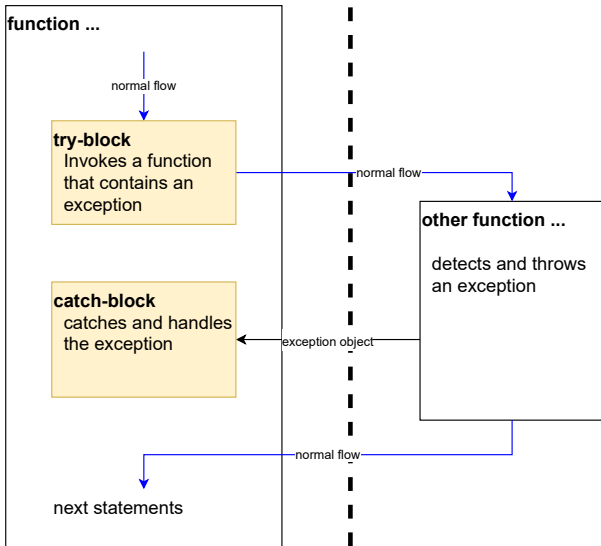 function ...
normal flow
try-block
Invokes a function
that contains an
exception
normal flow
other function ...
detects and throws
an exception
catch-block
catches and handles
the exception
exception object
normal flow
next statements